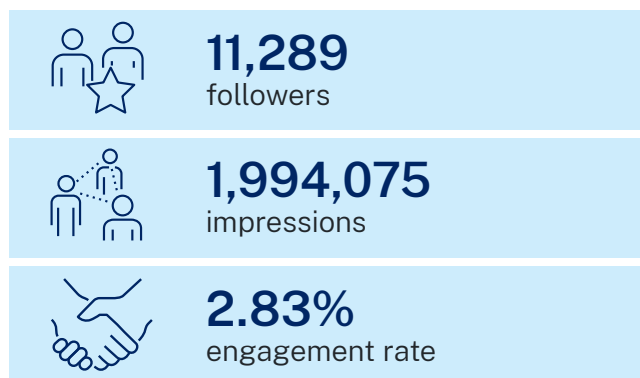 11,289
followers
1,994,075
impressions
2.83%
engagement rate